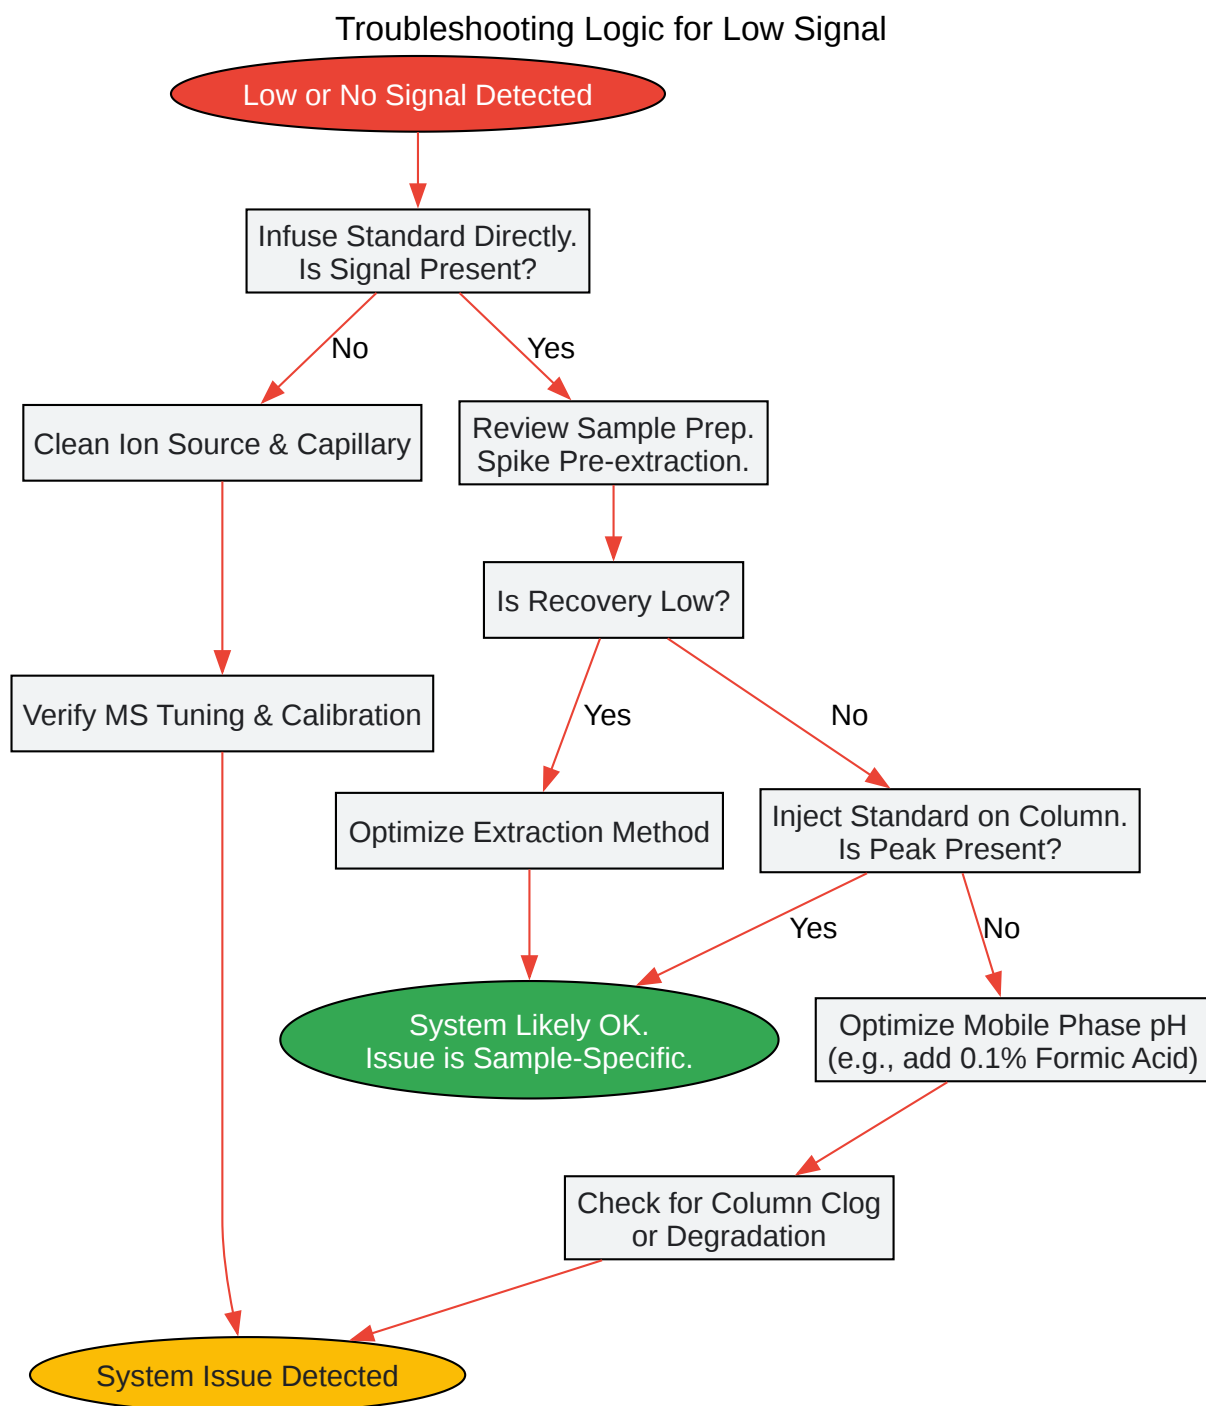 Troubleshooting Logic for Low Signal
Low or No Signal Detected
Infuse Standard Directly.
Is Signal Present?
No
Yes
Clean Ion Source & Capillary
Review Sample Prep.
Spike Pre-extraction.
Is Recovery Low?
Verify MS Tuning & Calibration
Yes
No
Optimize Extraction Method
Inject Standard on Column.
Is Peak Present?
Yes
No
System Likely OK.
Issue is Sample-Specific.
Optimize Mobile Phase pH
(e.g., add 0.1% Formic Acid)
Check for Column Clog
or Degradation
System Issue Detected